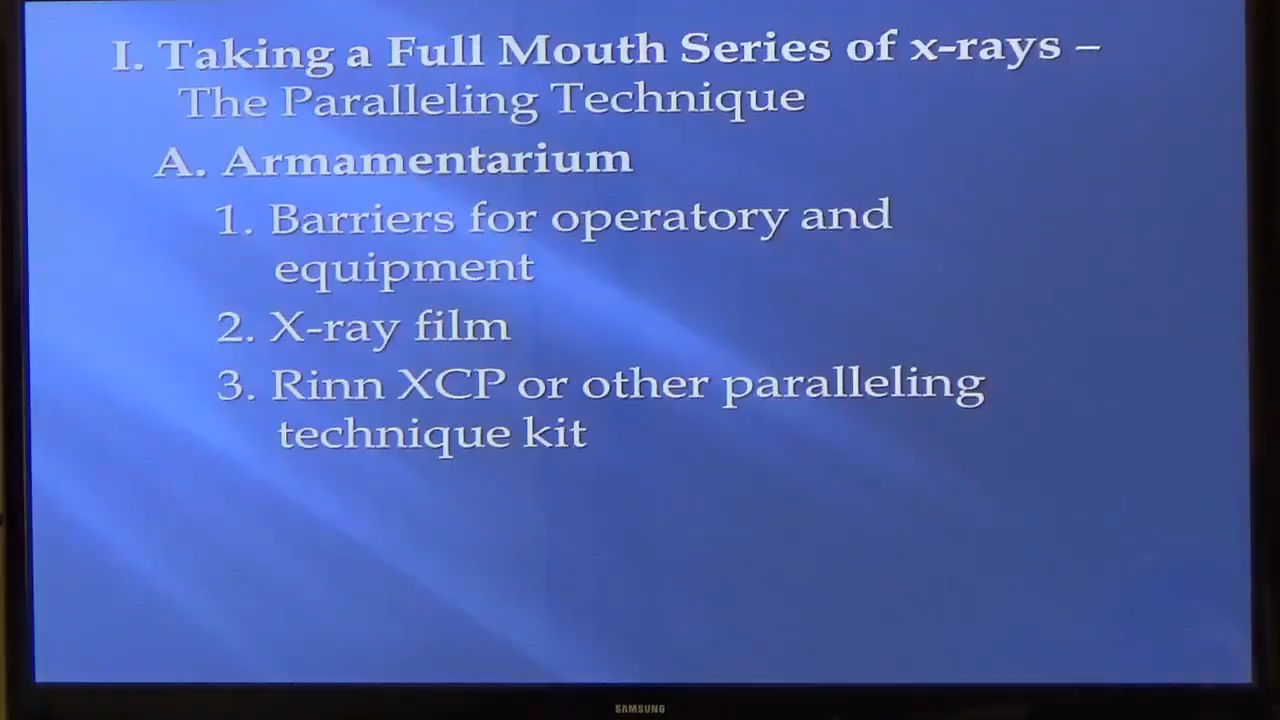 I. Taking a Full Mouth Series of x-rays –
The Paralleling Technique
A. Armamentarium
1. Barriers for operatory and
equipment
2. X-ray film
3. Rinn XCP or other paralleling
technique kit
SAMSUNG